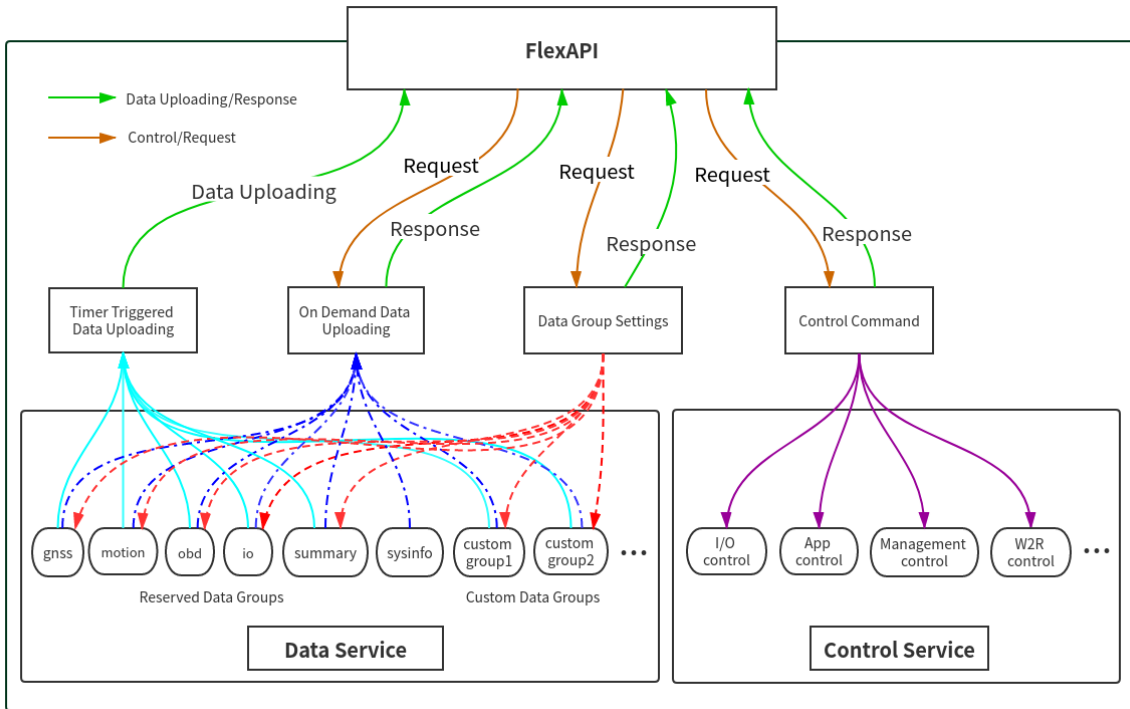 FlexAPI
Data Uploading/Response
Control/Request
Request
Request
Request
Data Uploading
Response
Response
Response
Timer Triggered
Data Uploading
On Demand Data
Uploading
Data Group Settings
Control Command
gnss
motion
obd
io
summary
sysinfo
custom
group1
custom
group2
...
I/O
control
App
control
Management
control
W2R
control
...
Reserved Data Groups
Custom Data Groups
Data Service
Control Service